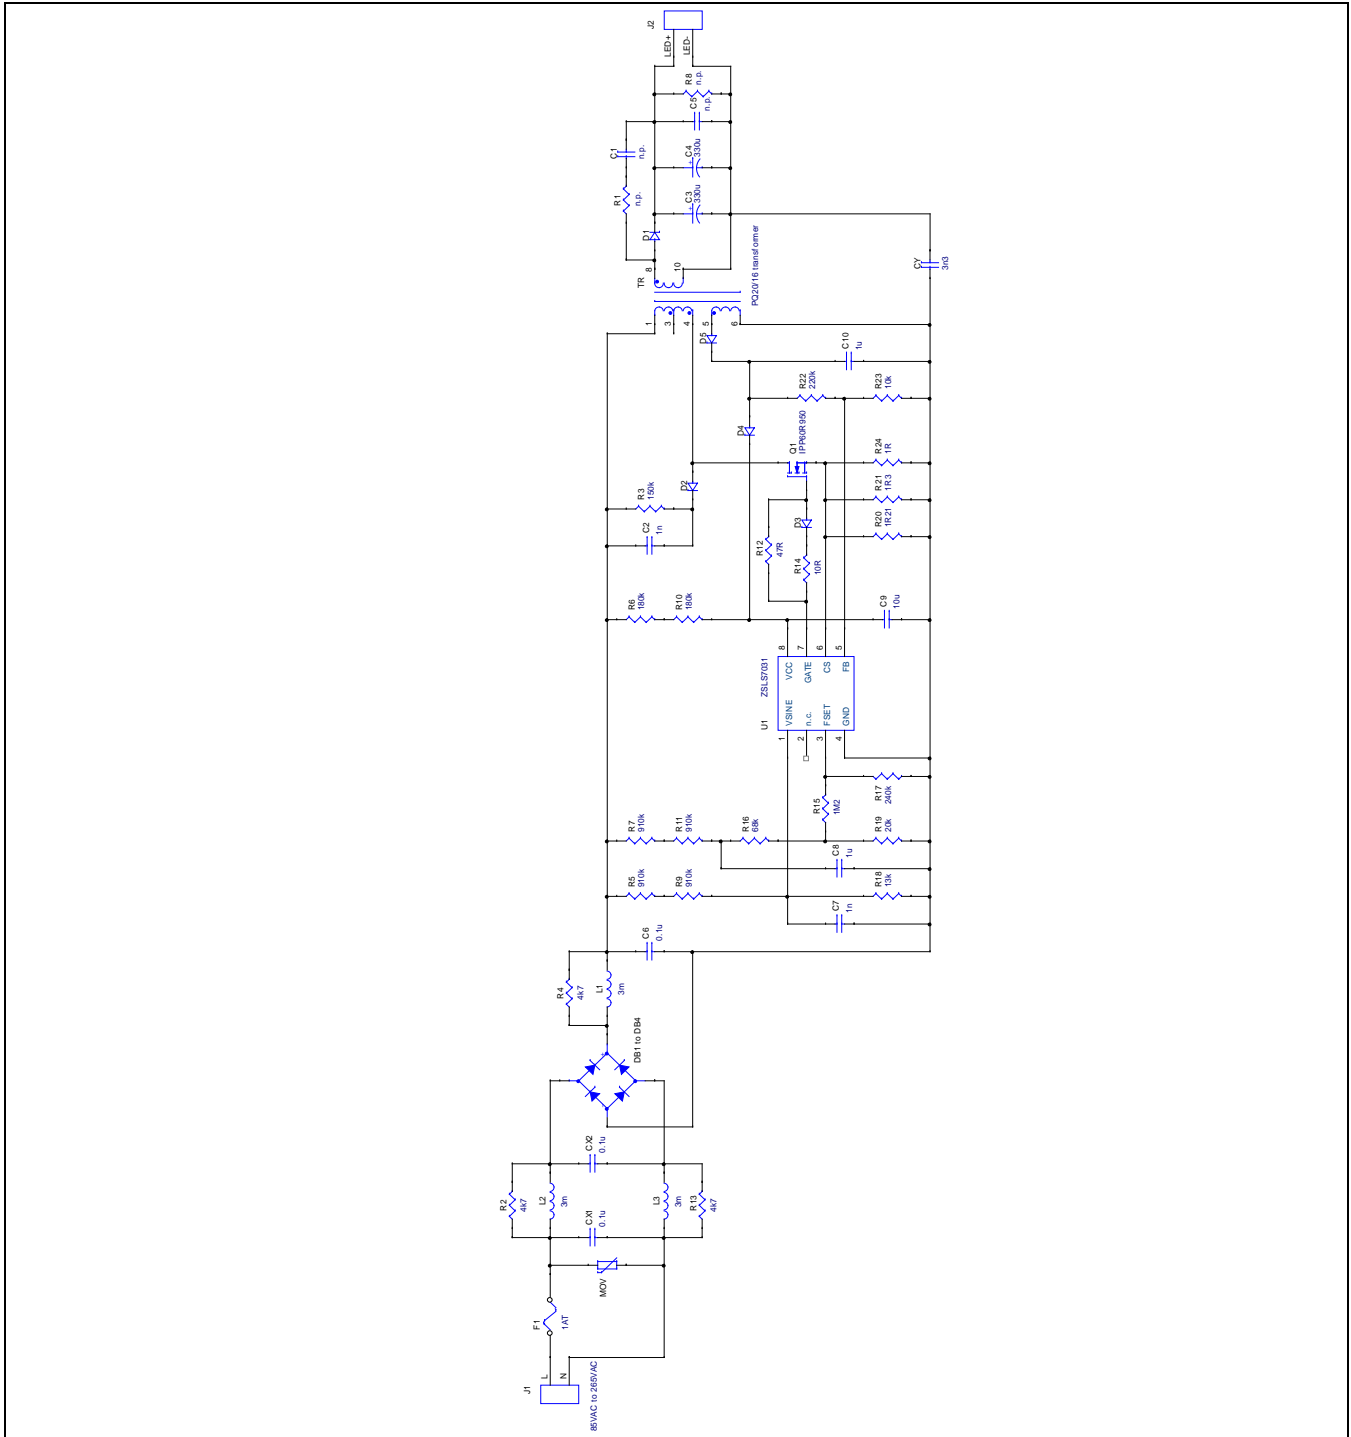 J2
LED+
LED-
R8
n.p.
C5
n.p.
C4
330u
+
C3
330u
+
C1
n.p.
R1
n.p.
D1
8
10
TR
PQ20/16 transformer
1
3
4
5
6
CY
3n3
D5
C10
1u
R22
220k
R23
10k
D4
Q1
IPP60R950
R24
1R
R21
1R3
R20
1R21
D2
R3
150k
C2
1n
D3
R12
47R
R14
10R
R6
180k
R10
180k
C9
10u
8
7
6
5
VCC
GATE
CS
FB
ZSLS7031
U1
VSINE
n.c.
FSET
GND
1
2
3
4
R17
240k
R15
1M2
R7
910k
R11
910k
R16
68k
R19
20k
C8
1u
R5
910k
R9
910k
R18
13k
C7
1n
C6
0.1u
R4
4k7
L1
3m
DB1 to DB4
+
CX2
0.1u
R2
4k7
L2
3m
L3
3m
R13
4k7
CX1
0.1u
MOV
F1
1AT
L
N
J1
85VAC to 265VAC